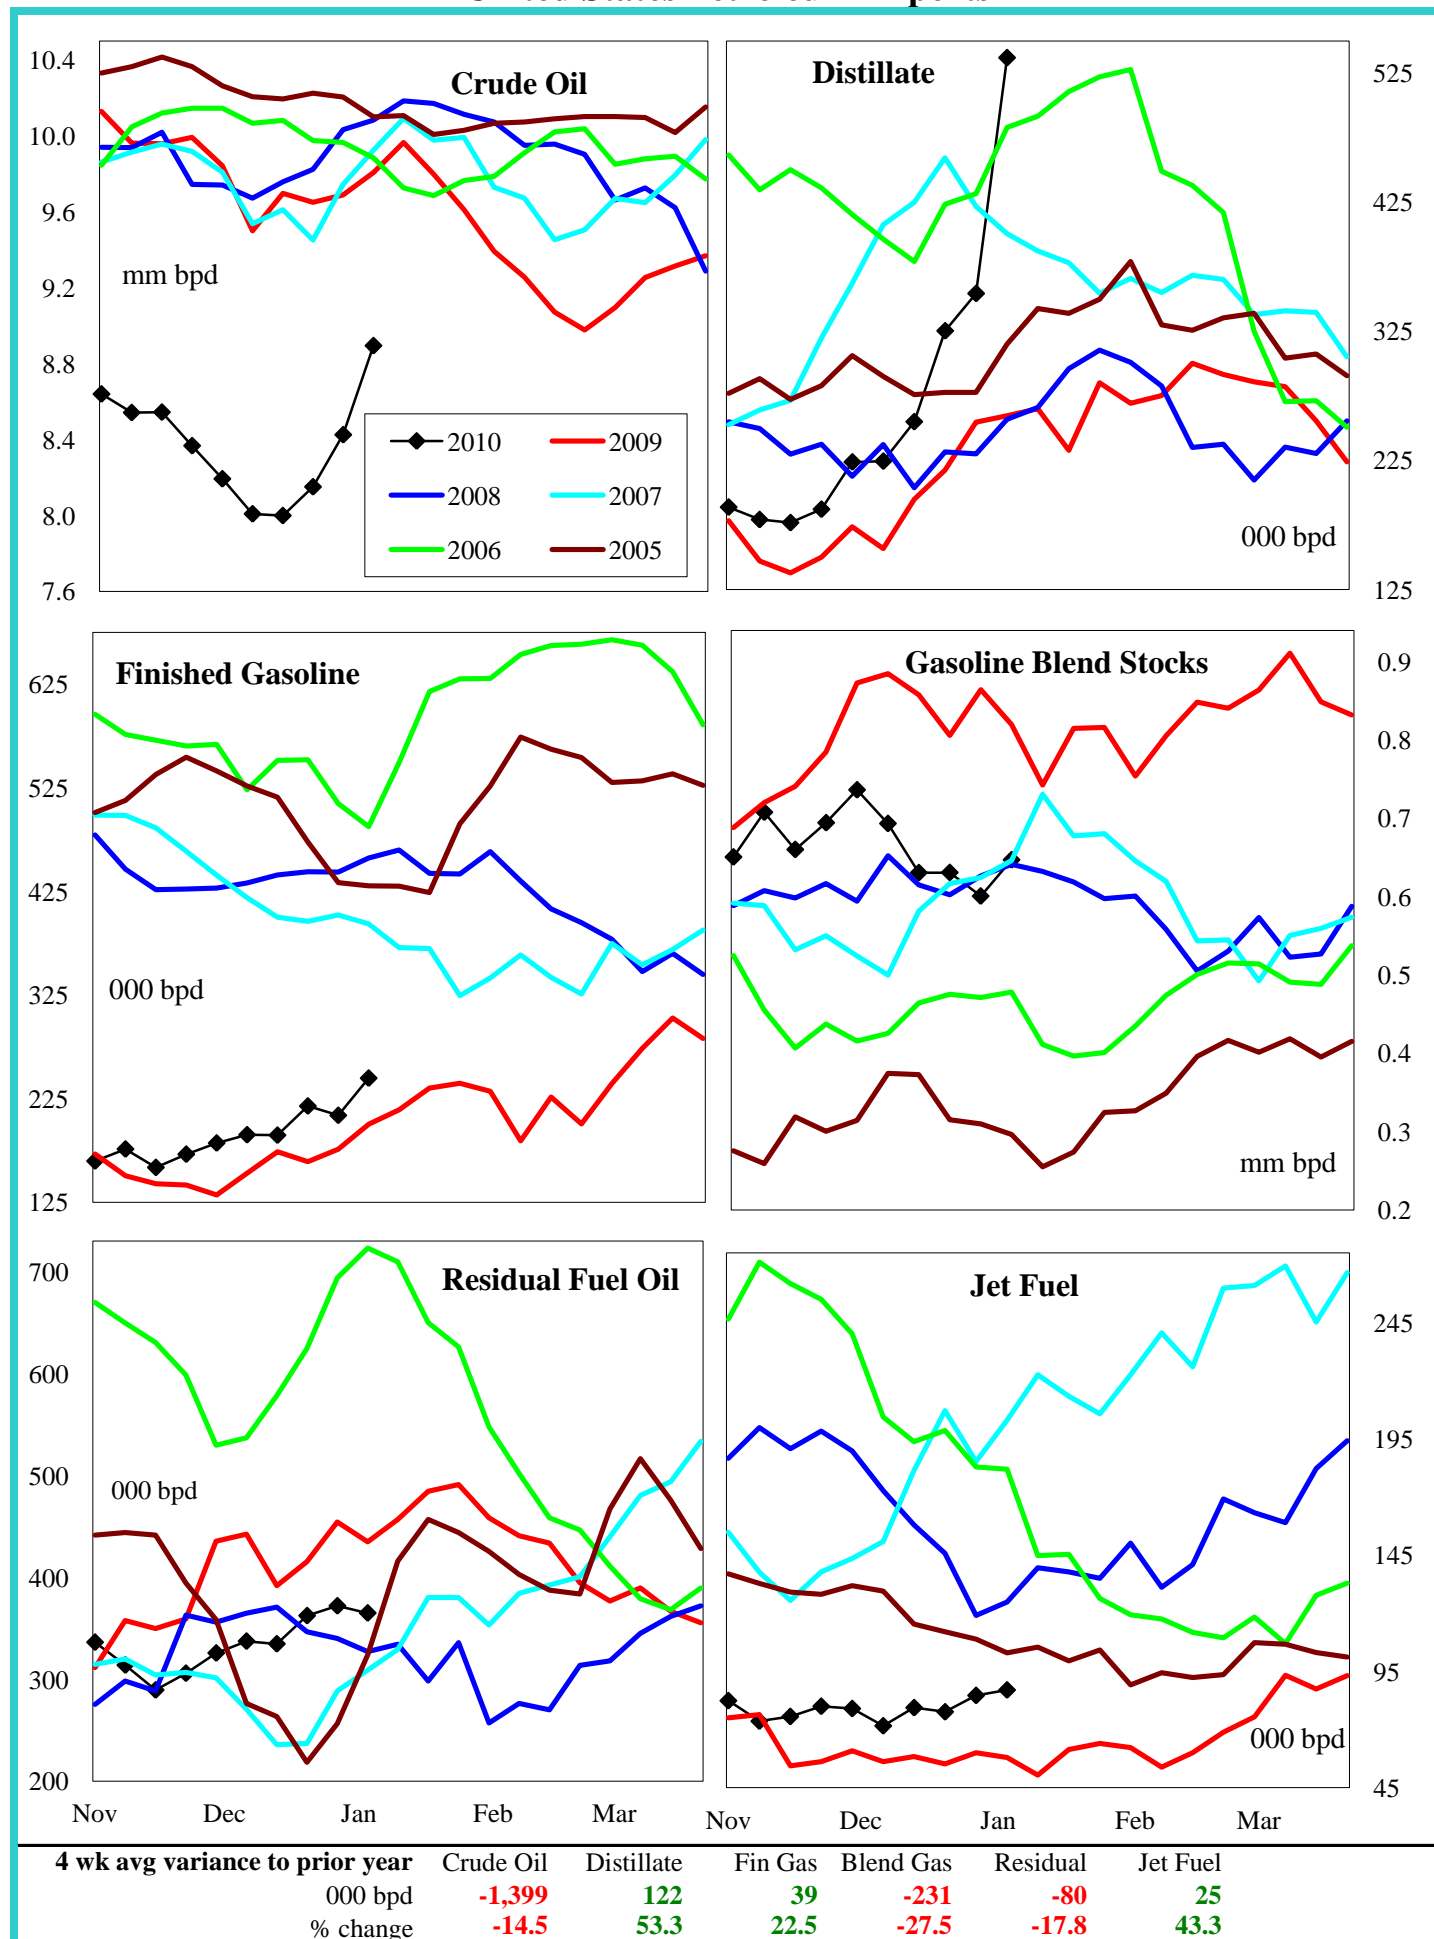 Crude Oil
10.4
10.0
9.6
9.2
8.8
8.4
8.0
7.6
mm bpd
2010
2009
2008
2007
2006
2005
Distillate
525
425
325
225
125
000 bpd
Finished Gasoline
625
525
425
325
225
125
000 bpd
Gasoline Blend Stocks
0.9
0.8
0.7
0.6
0.5
0.4
0.3
0.2
mm bpd
Residual Fuel Oil
700
600
500
400
300
200
000 bpd
Nov Dec Jan Feb Mar
Jet Fuel
245
195
145
95
45
000 bpd
Nov Dec Jan Feb Mar
4 wk avg variance to prior year Crude Oil Distillate Fin Gas Blend Gas Residual Jet Fuel
000 bpd -1,399 122 39 -231 -80 25
% change -14.5 53.3 22.5 -27.5 -17.8 43.3